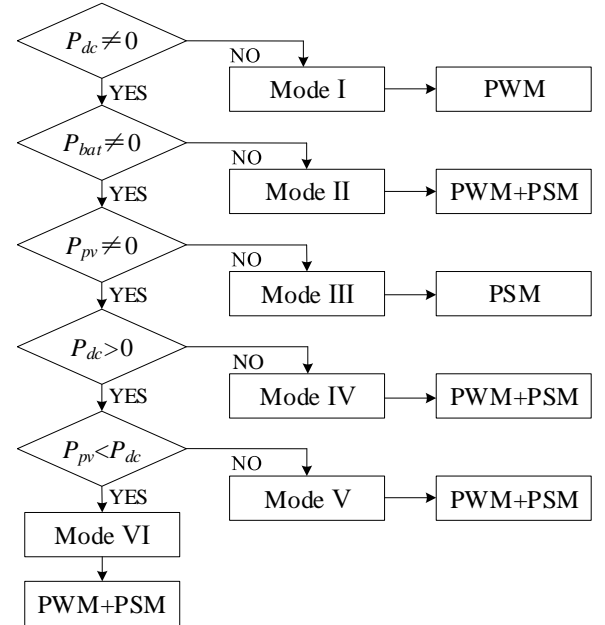 P_dc≠0
NO
Mode I
PWM
YES
P_bat≠0
NO
Mode II
PWM+PSM
YES
P_pv≠0
NO
Mode III
PSM
YES
P_dc>0
NO
Mode IV
PWM+PSM
YES
P_pv<P_dc
NO
Mode V
PWM+PSM
YES
Mode VI
PWM+PSM